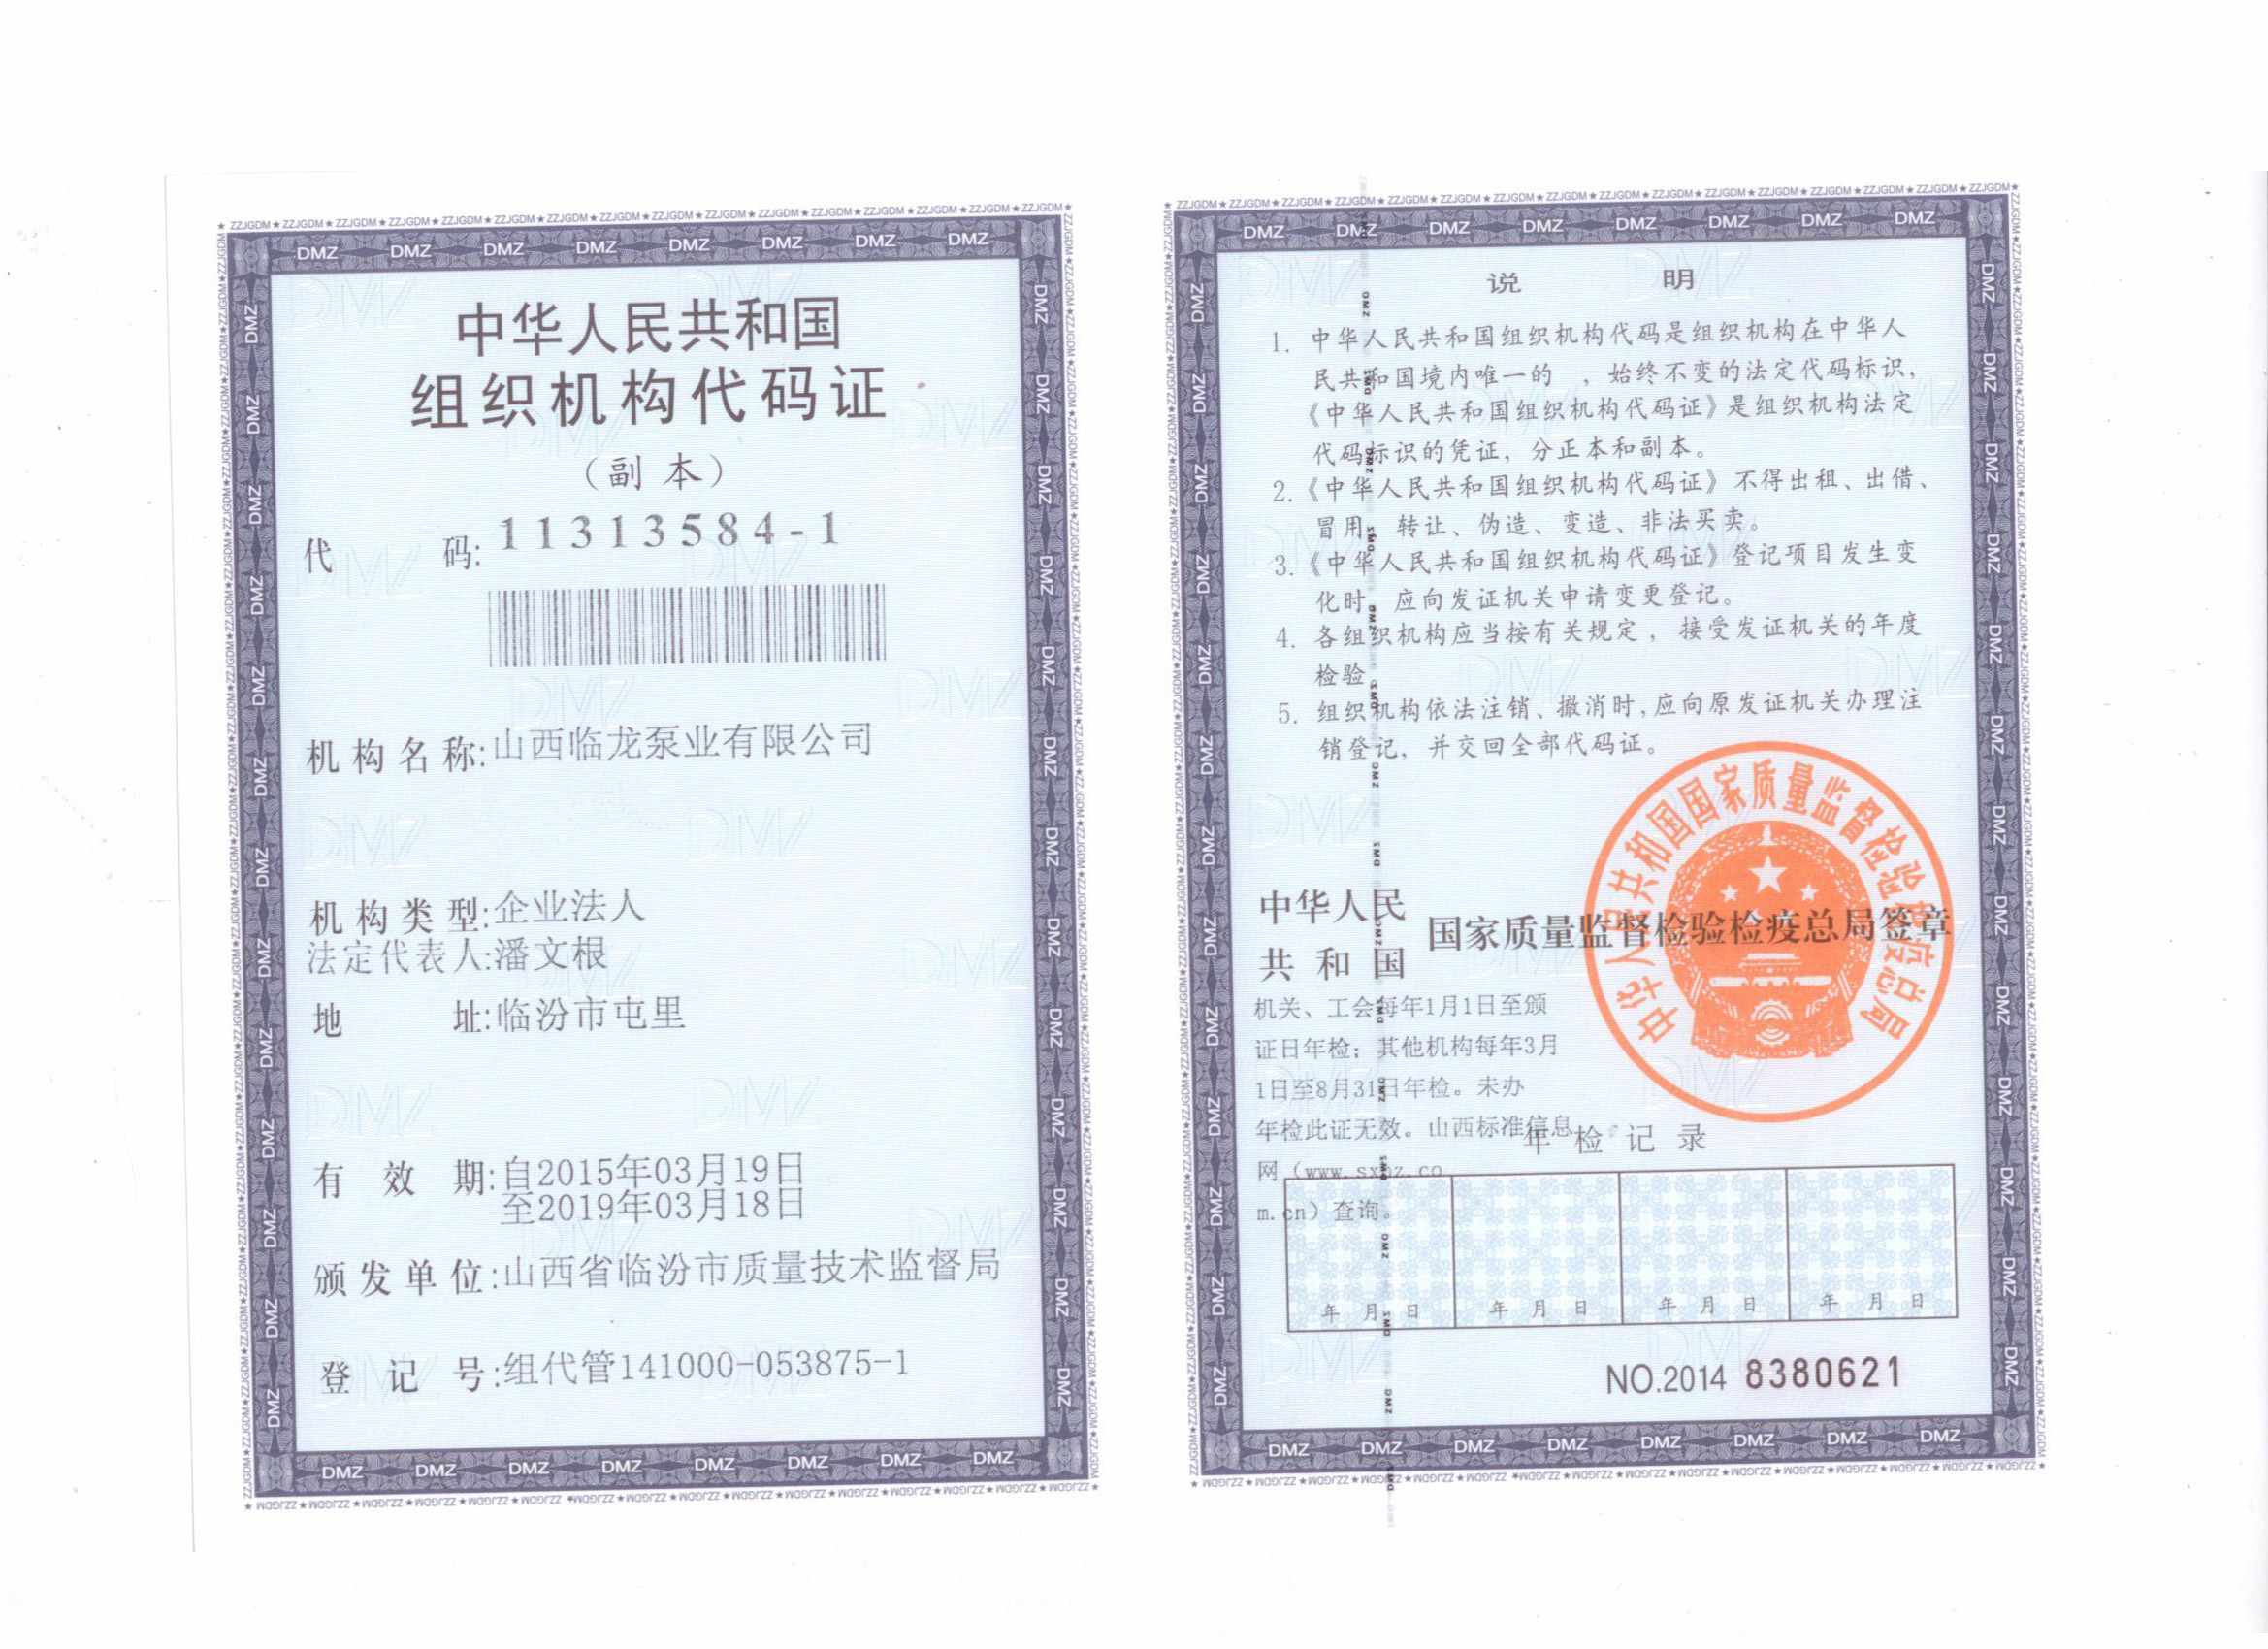 中华人民共和国
组织机构代码证
（副 本）
代 码: 11313584-1
机构名称:山西临龙泵业有限公司
机构类型:企业法人
法定代表人:潘文根
地 址:临汾市屯里
有 效 期:自2015年03月19日
至2019年03月18日
颁发单位:山西省临汾市质量技术监督局
登 记 号:组代管141000-053875-1
说 明
1. 中华人民共和国组织机构代码是组织机构在中华人
民共和国境内唯一的 ，始终不变的法定代码标识，
《中华人民共和国组织机构代码证》是组织机构法定
代码标识的凭证，分正本和副本。
2.《中华人民共和国组织机构代码证》不得出租、出借、
冒用、转让、伪造、变造、非法买卖。
3.《中华人民共和国组织机构代码证》登记项目发生变
化时，应向发证机关申请变更登记。
4. 各组织机构应当按有关规定，接受发证机关的年度
检验。
5. 组织机构依法注销、撤消时,应向原发证机关办理注
销登记，并交回全部代码证。
中华人民
共和国
国家质量监督检验检疫总局签章
中华人民共和国国家质量监督检验检疫总局
机关、工会每年1月1日至颁
证日年检；其他机构每年3月
1日至8月31日年检。未办
年检此证无效。山西标准信息
网（www.sxbz.co
m.cn）查询。
年检记录
年 月 日 年 月 日 年 月 日 年 月 日
NO.2014 8380621